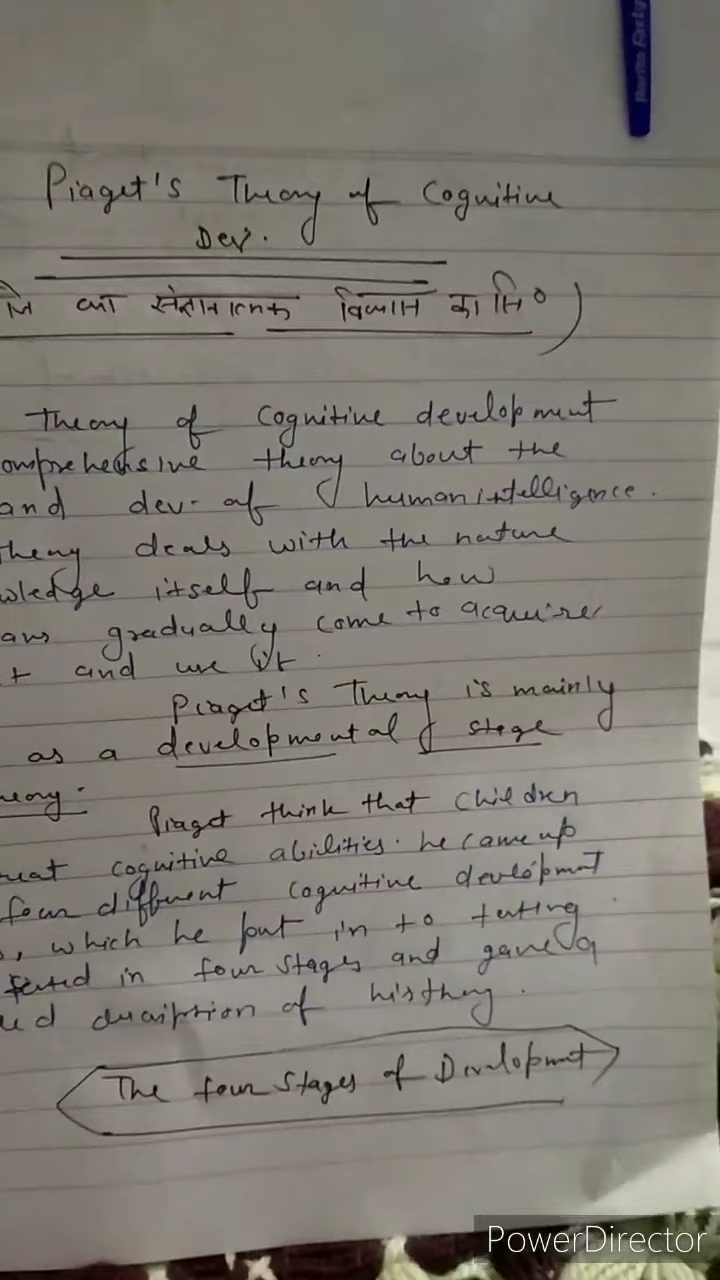 Piaget's Theory of Cognitive
Dev.
का संज्ञानात्मक विकास का सि०)
Theory of Cognitive development
omprehensive theory about the
and dev. of human intelligence.
deals with the nature
wledge itself and how
ans gradually come to acquire
t and use it.
Piaget's Theory is mainly
as a developmental stage
eory:-
Piaget think that children
reat cognitive abilities. he came up
four different cognitive development
, which he put in to testing
in four stages and gave a
ed description of his theory.
The four Stages of Development
PowerDirector